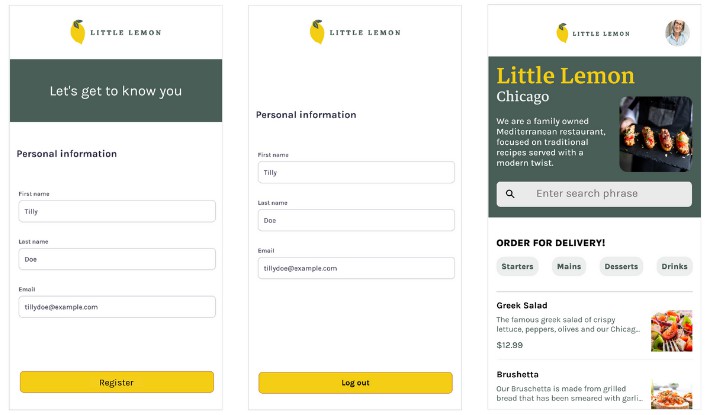 LITTLE LEMON
Let's get to know you
Personal information
First name
Tilly
Last name
Doe
Email
tillydoe@example.com
Register
LITTLE LEMON
Personal information
First name
Tilly
Last name
Doe
Email
tillydoe@example.com
Log out
LITTLE LEMON
Little Lemon
Chicago
We are a family owned
Mediterranean restaurant,
focused on traditional
recipes served with a
modern twist.
Enter search phrase
ORDER FOR DELIVERY!
Starters Mains Desserts Drinks
Greek Salad
The famous greek salad of crispy
lettuce, peppers, olives and our Chicag...
$12.99
Brushetta
Our Bruschetta is made from grilled
bread that has been smeared with garli...